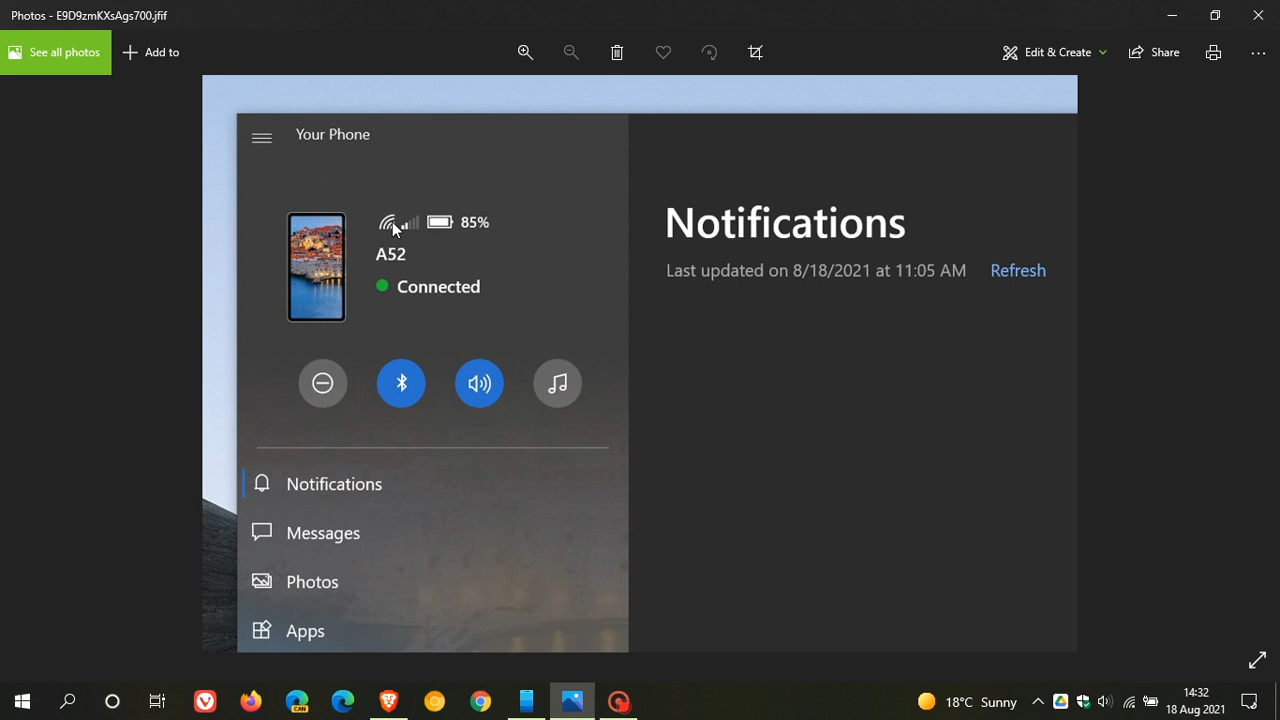 Photos - E9D9zmKXsAgs700.jfif
See all photos
Add to
Edit & Create
Share
Your Phone
85%
A52
Connected
Notifications
Last updated on 8/18/2021 at 11:05 AM Refresh
Notifications
Messages
Photos
Apps
CAN
18°C Sunny
14:32
18 Aug 2021